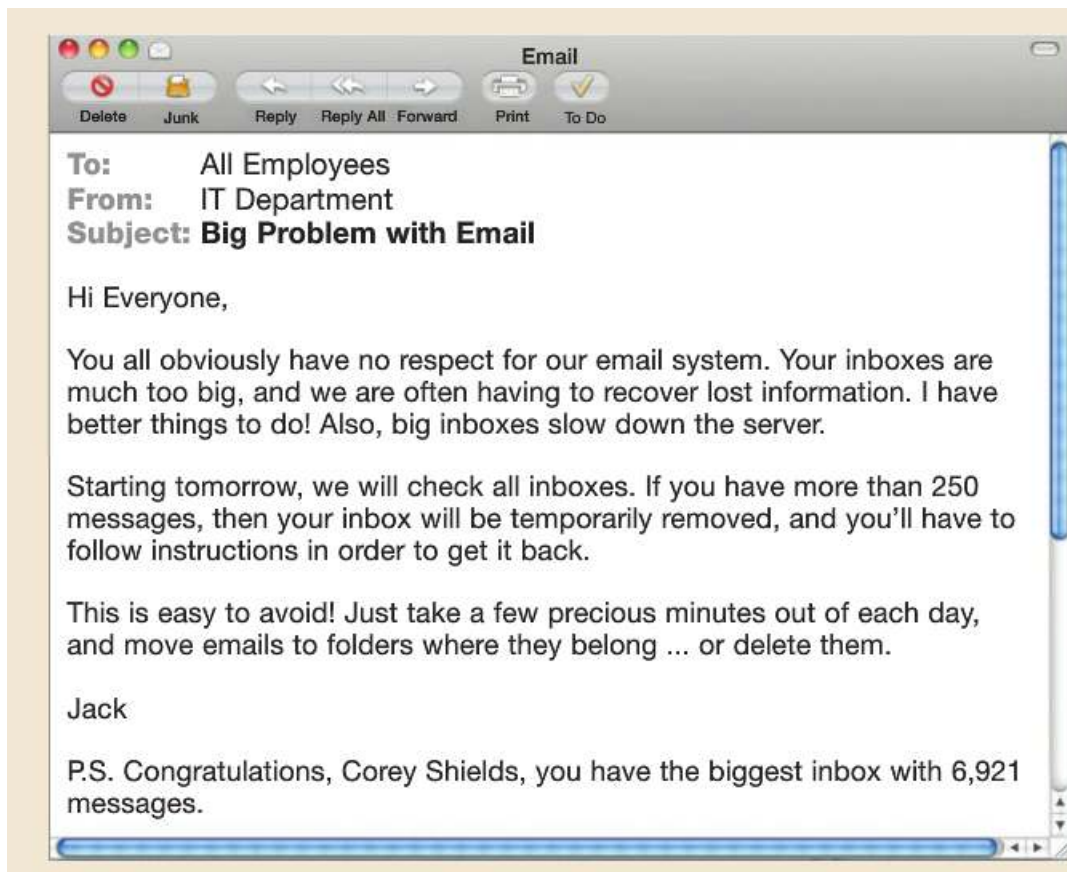 Email
Delete Junk Reply Reply All Forward Print To Do
To: All Employees
From: IT Department
Subject: Big Problem with Email
Hi Everyone,
You all obviously have no respect for our email system. Your inboxes are
much too big, and we are often having to recover lost information. I have
better things to do! Also, big inboxes slow down the server.
Starting tomorrow, we will check all inboxes. If you have more than 250
messages, then your inbox will be temporarily removed, and you’ll have to
follow instructions in order to get it back.
This is easy to avoid! Just take a few precious minutes out of each day,
and move emails to folders where they belong ... or delete them.
Jack
P.S. Congratulations, Corey Shields, you have the biggest inbox with 6,921
messages.